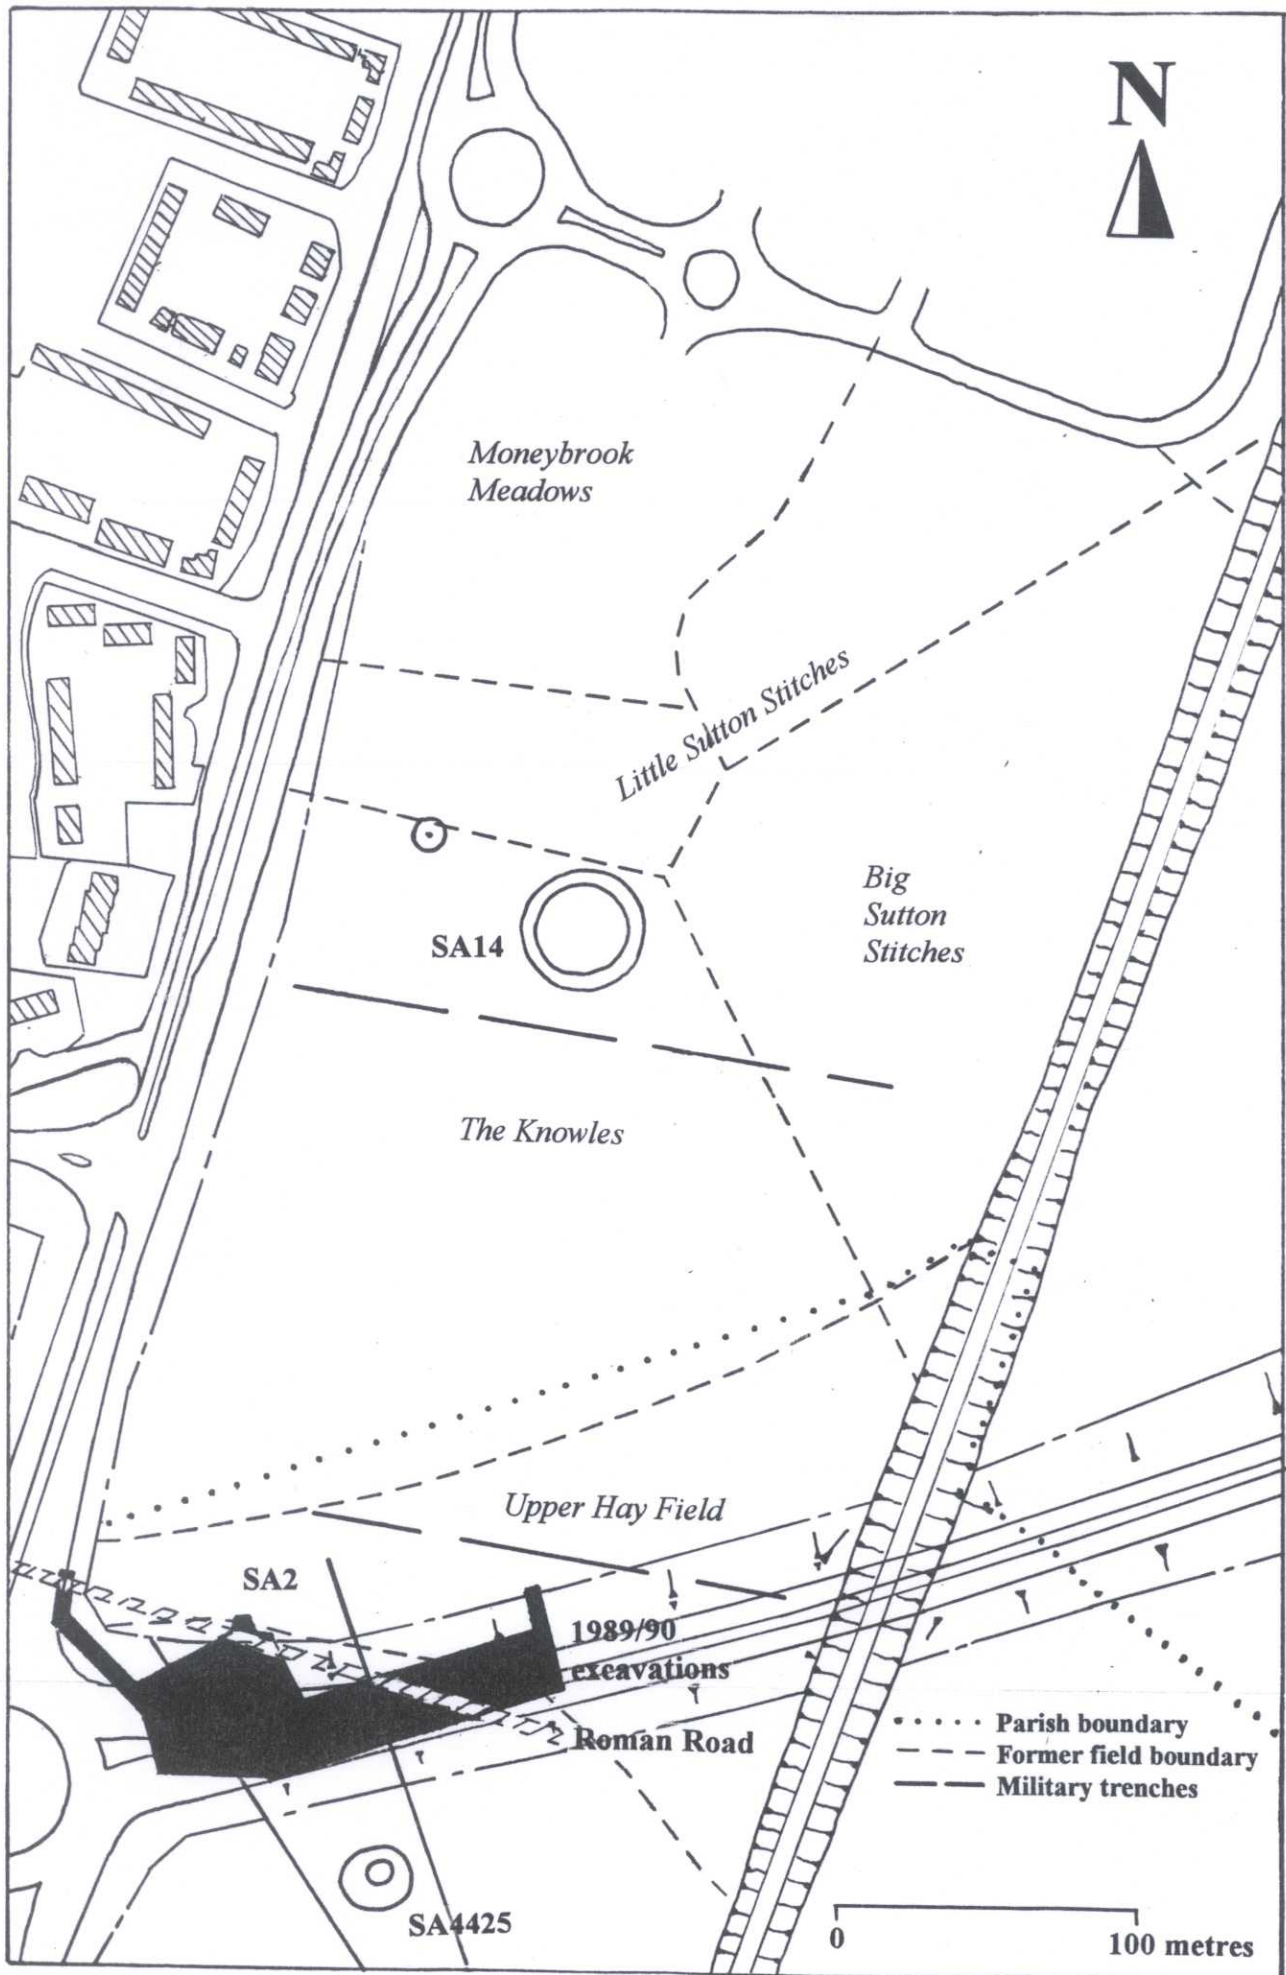 N
Moneybrook
Meadows
Little Sutton Stitches
Big
Sutton
Stitches
SA14
The Knowles
Upper Hay Field
SA2
1989/90
excavations
Roman Road
Parish boundary
Former field boundary
Military trenches
SA4425
0
100 metres